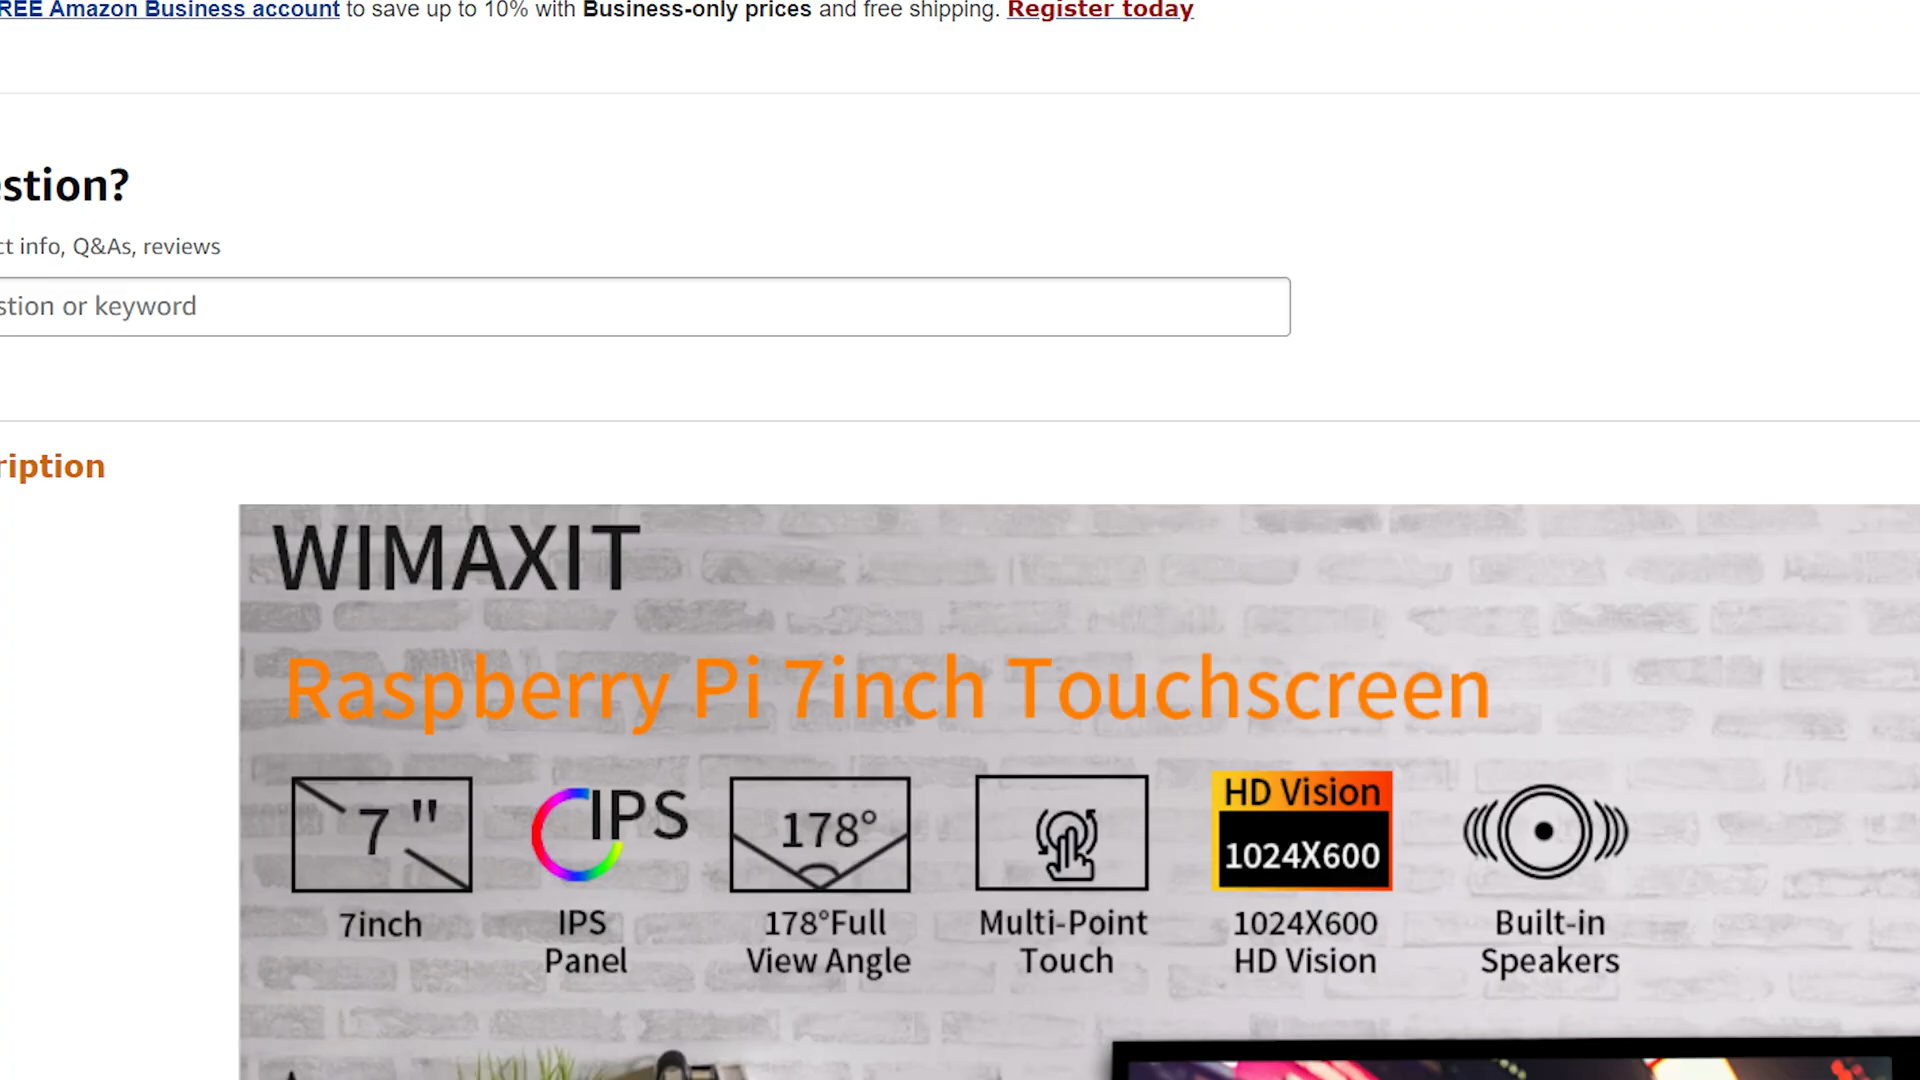 REE Amazon Business account to save up to 10% with Business-only prices and free shipping. Register today
stion?
ct info, Q&As, reviews
stion or keyword
ription
WIMAXIT
Raspberry Pi 7inch Touchscreen
7"
IPS
178°
HD Vision
1024X600
7inch
IPS
Panel
178°Full
View Angle
Multi-Point
Touch
1024X600
HD Vision
Built-in
Speakers